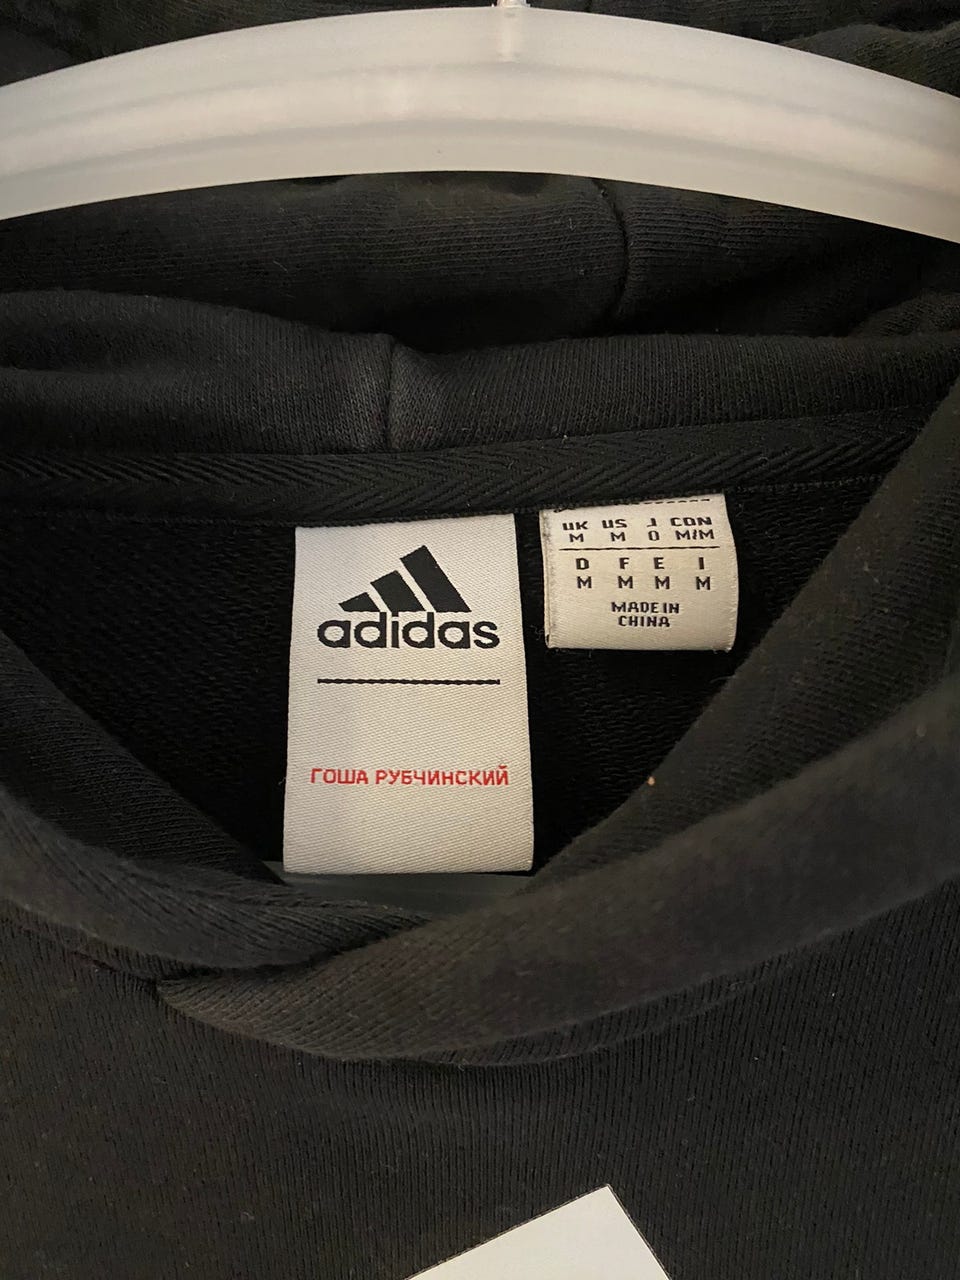 adidas
ГОША РУБЧИНСКИЙ
UK US J CON
M M O M/M
D F E I
M M M M
MADE IN
CHINA